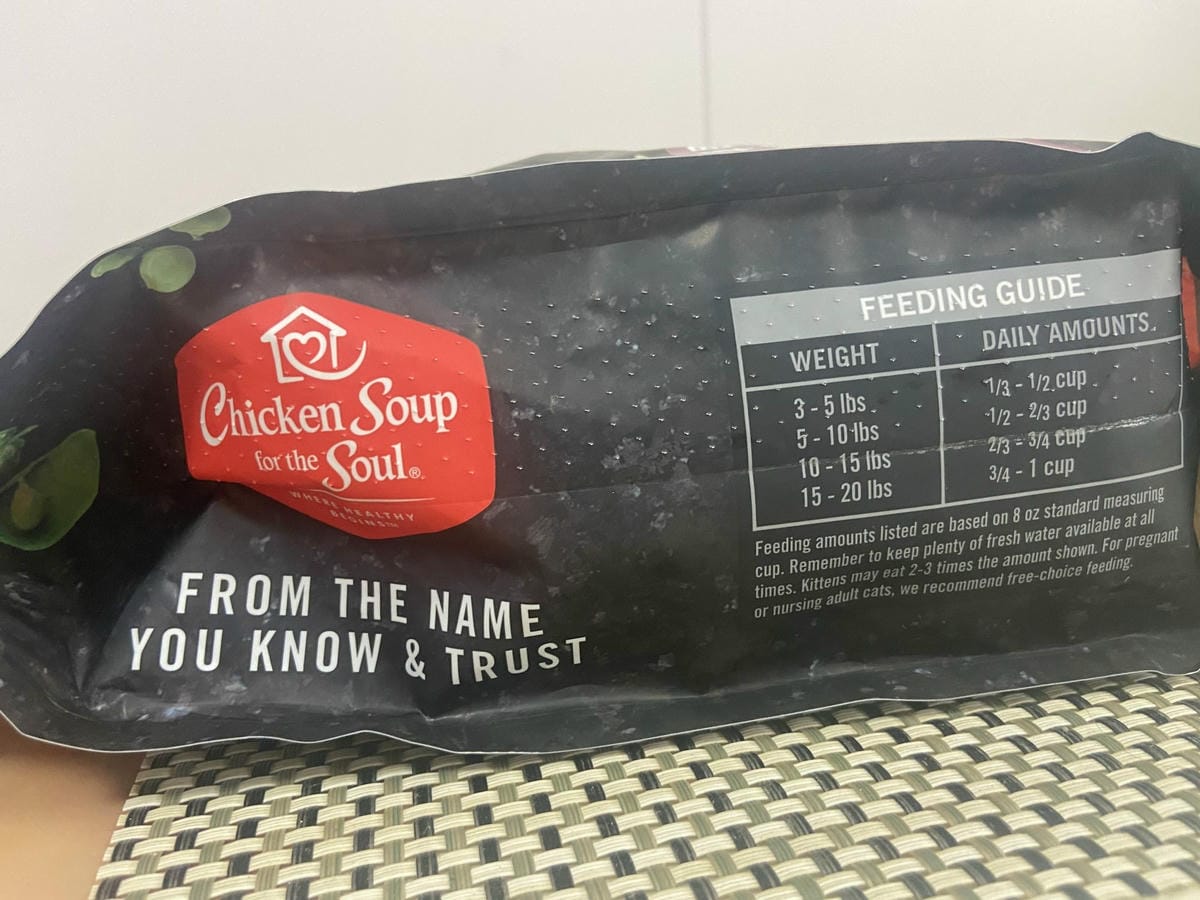 Chicken Soup
for the Soul®
WHERE HEALTHY
BEGINS™
FROM THE NAME
YOU KNOW & TRUST
FEEDING GUIDE
WEIGHT DAILY AMOUNTS
3 - 5 lbs 1/3 - 1/2 cup
5 - 10 lbs 1/2 - 2/3 cup
10 - 15 lbs 2/3 - 3/4 cup
15 - 20 lbs 3/4 - 1 cup
Feeding amounts listed are based on 8 oz standard measuring
cup. Remember to keep plenty of fresh water available at all
times. Kittens may eat 2-3 times the amount shown. For pregnant
or nursing adult cats, we recommend free-choice feeding.